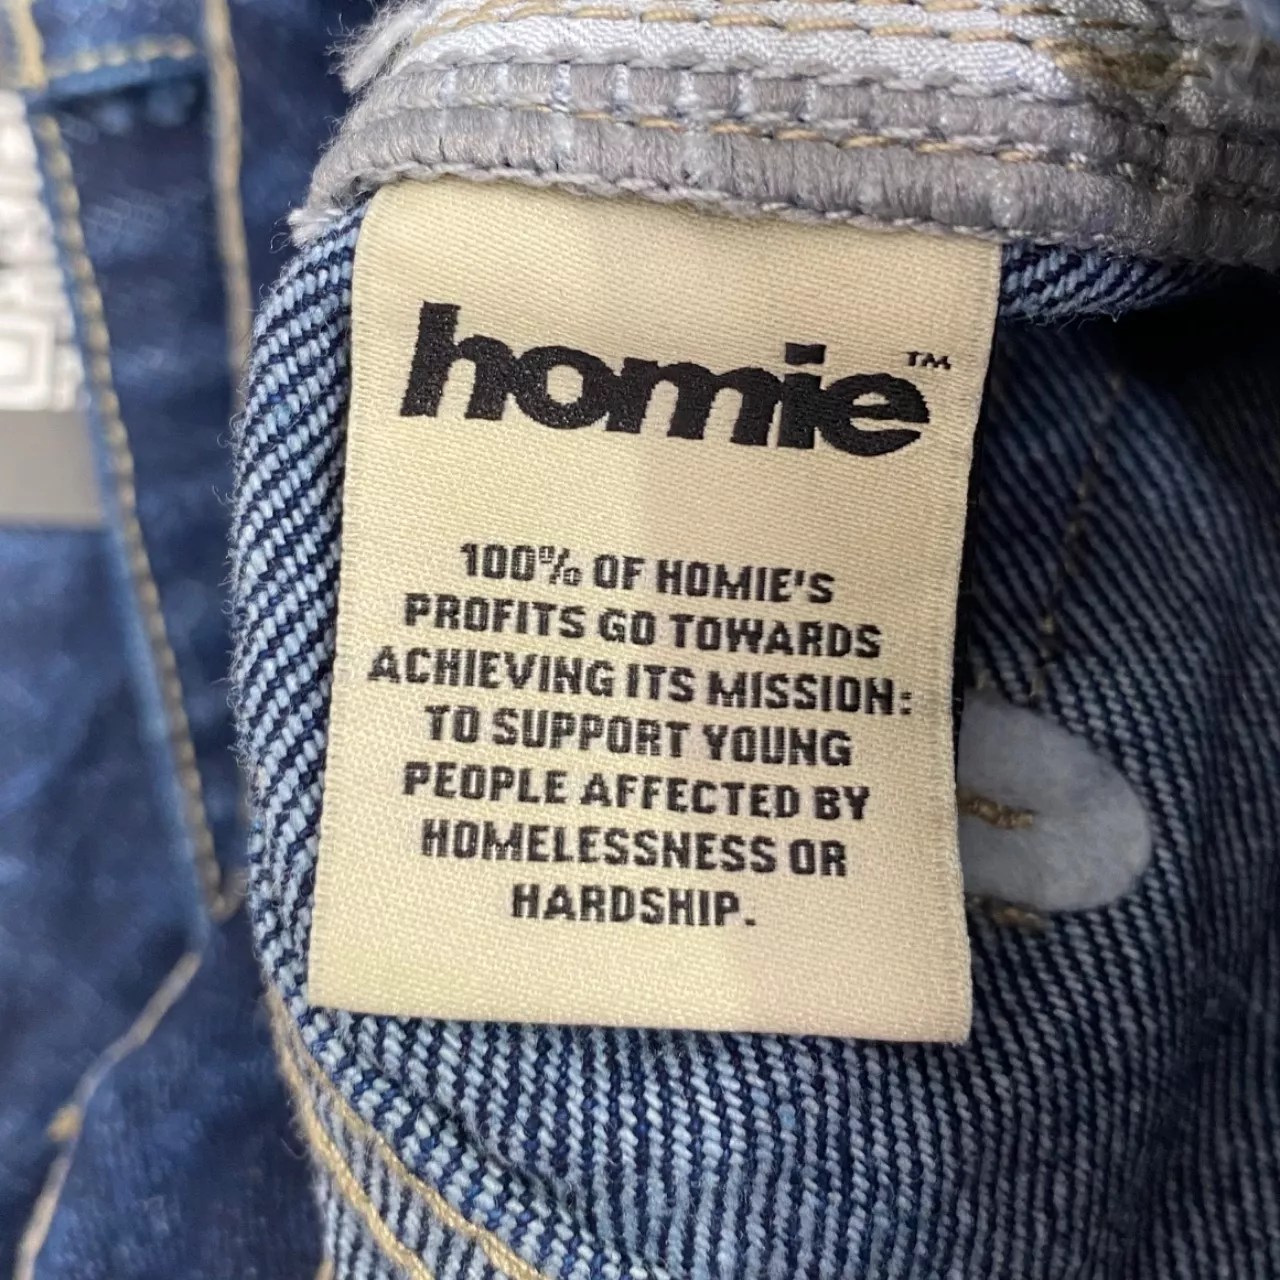 homie™
100% OF HOMIE'S
PROFITS GO TOWARDS
ACHIEVING ITS MISSION:
TO SUPPORT YOUNG
PEOPLE AFFECTED BY
HOMELESSNESS OR
HARDSHIP.